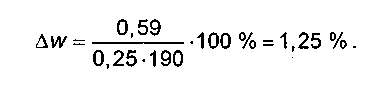 Δw = 0,59 / 0,25·190 ·100 % = 1,25 %.